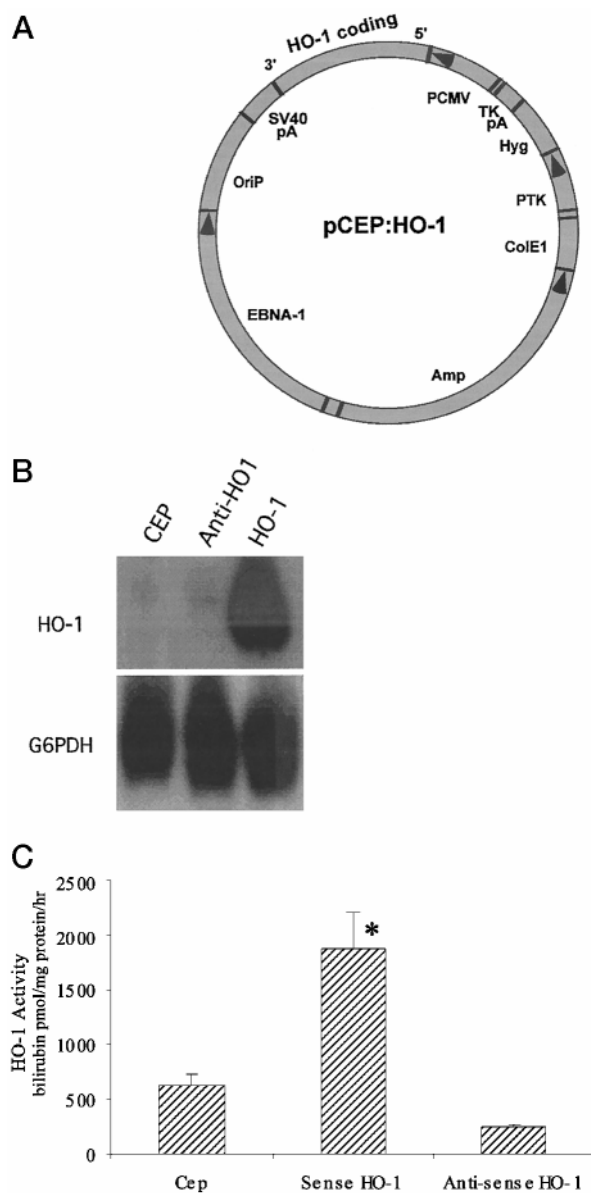 A
HO-1 coding
5'
3'
PCMV
TK
pA
SV40
pA
Hyg
OriP
PTK
pCEP:HO-1
ColE1
EBNA-1
Amp
B
CEP
Anti-HO1
HO-1
HO-1
G6PDH
C
2500
2000
1500
1000
500
0
HO-1 Activity
bilirubin pmol/mg protein/hr
*
Cep
Sense HO-1
Anti-sense HO-1